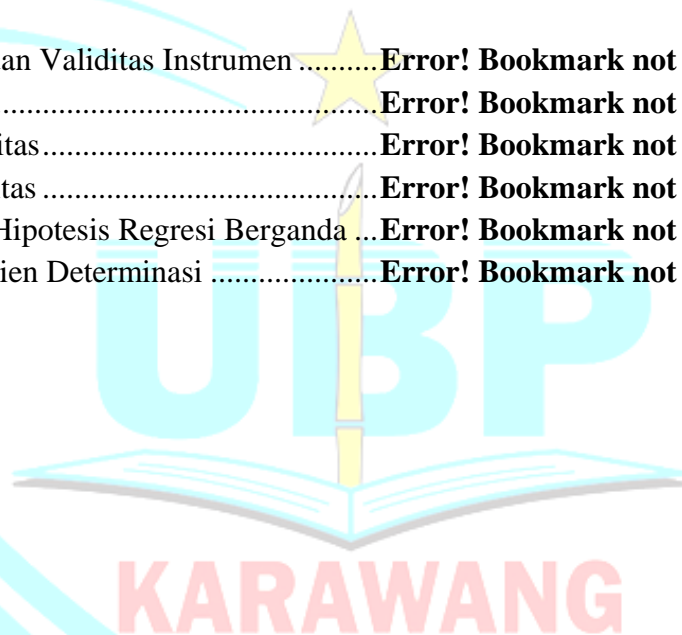 an Validitas Instrumen ..........Error! Bookmark not
................................................Error! Bookmark not
itas...........................................Error! Bookmark not
tas ...........................................Error! Bookmark not
Hipotesis Regresi Berganda ...Error! Bookmark not
ien Determinasi .....................Error! Bookmark not
UBP
KARAWANG